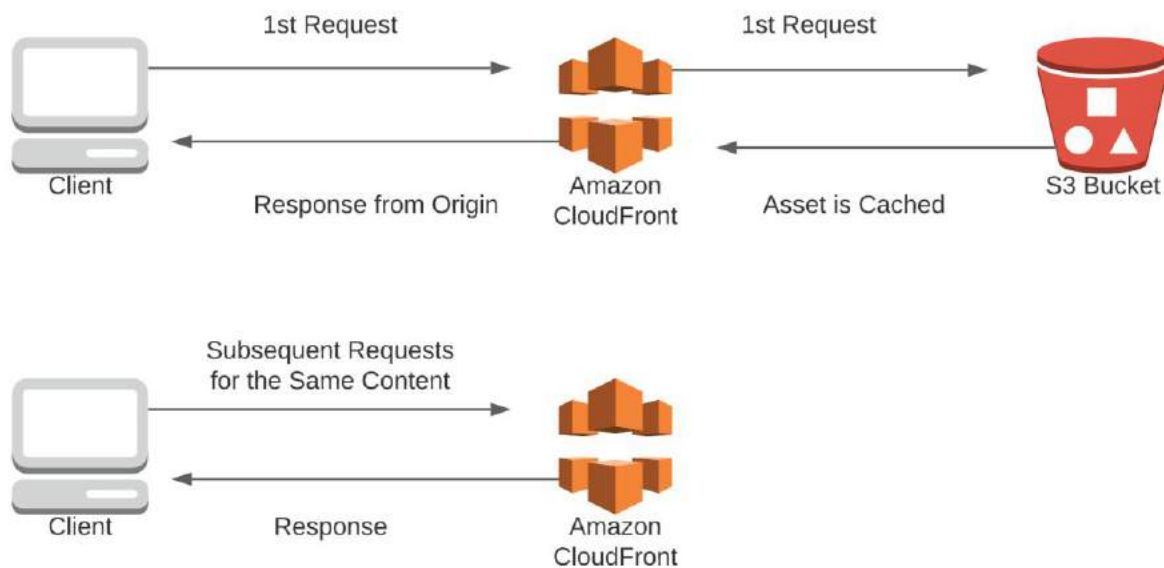 1st Request
1st Request
Client
Response from Origin
Amazon
CloudFront
Asset is Cached
S3 Bucket
Subsequent Requests
for the Same Content
Client
Response
Amazon
CloudFront